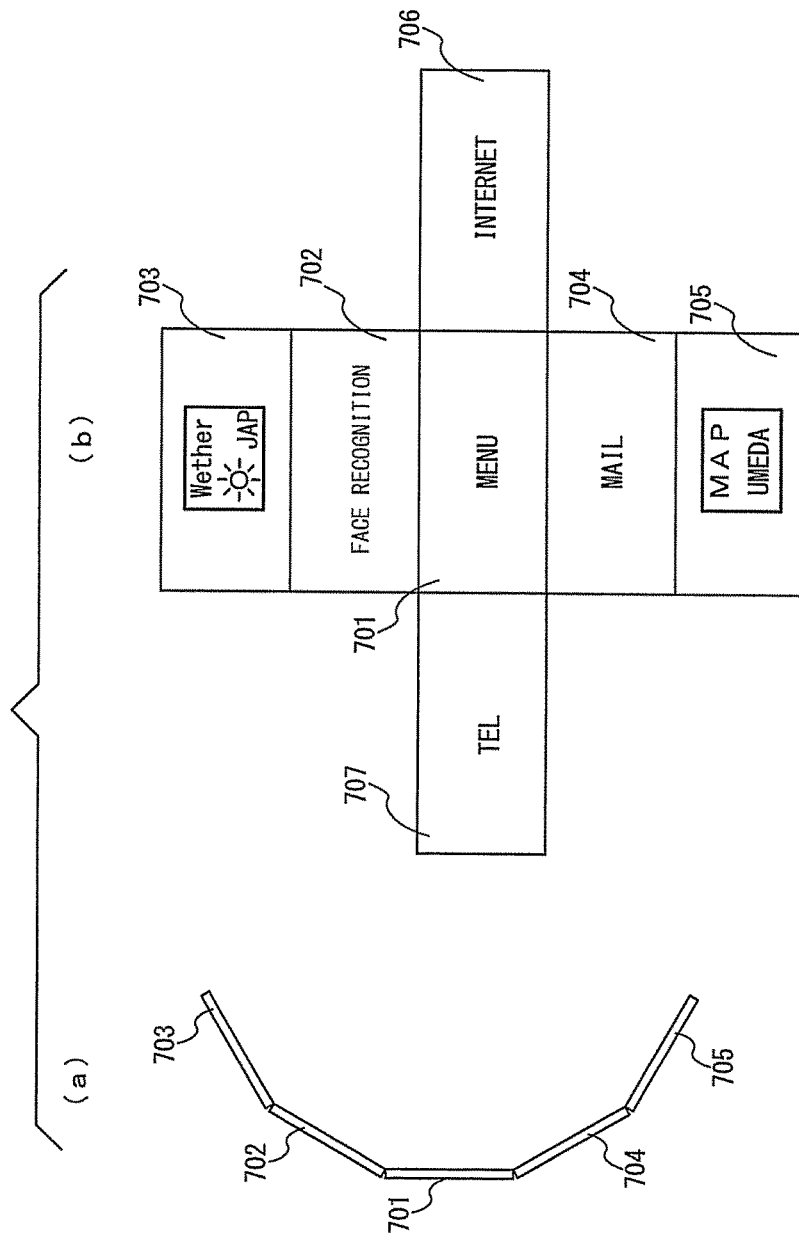 (a)
703
702
701
704
705
(b)
703
Wether
JAP
702
FACE RECOGNITION
706
INTERNET
701
MENU
707
TEL
704
MAIL
705
MAP
UMEDA